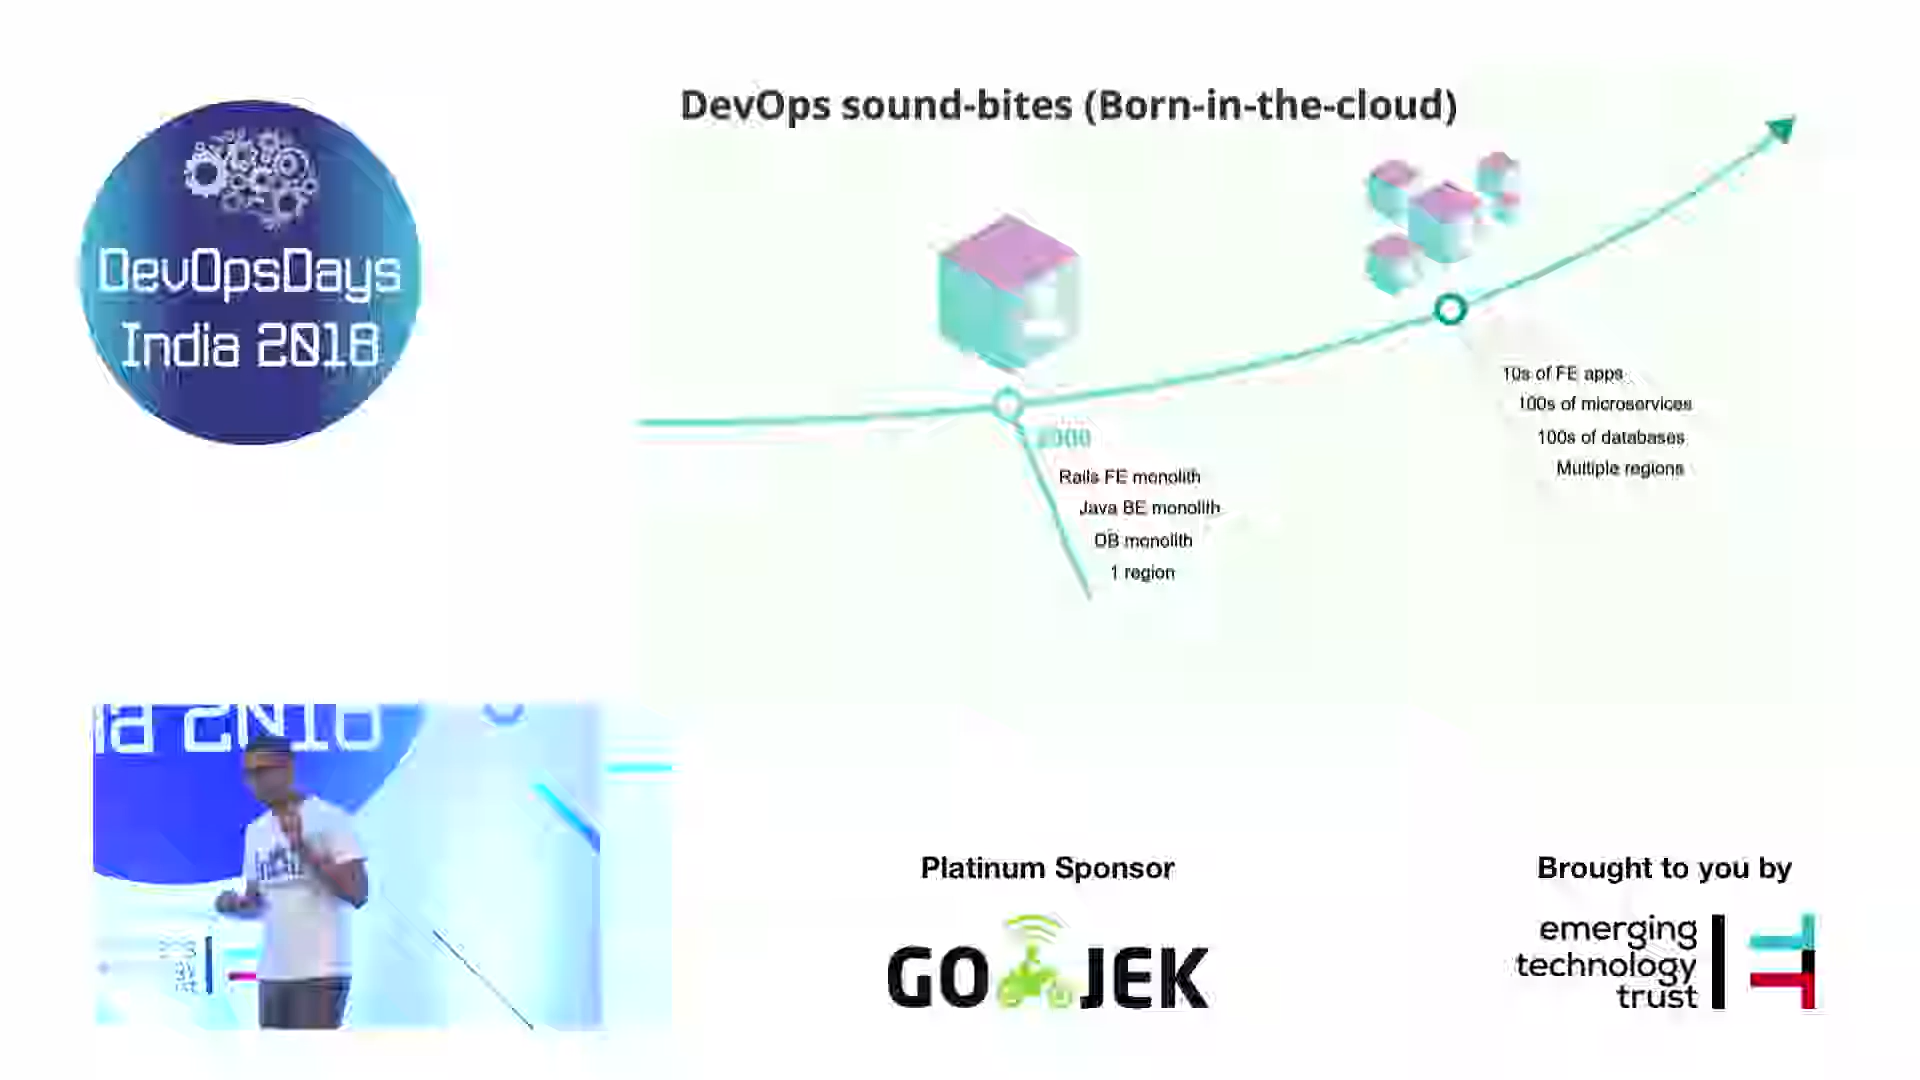 DevOps sound-bites (Born-in-the-cloud)
DevOpsDays
India 2018
10s of FE apps
100s of microservices
100s of databases
Multiple regions
Rails FE monolith
Java BE monolith
DB monolith
1 region
Platinum Sponsor
GO JEK
Brought to you by
emerging
technology
trust